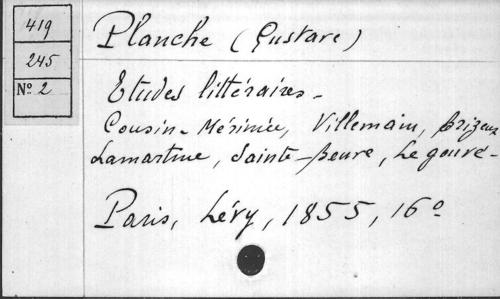 419
245
Nº 2
Planche (Gustave)
Etudes littéraires -
Cousin - Mérimée, Villemain, Brizeux
Lamartine, Sainte-Beuve, Legouvé -
Paris, Lévy, 1855, 16º